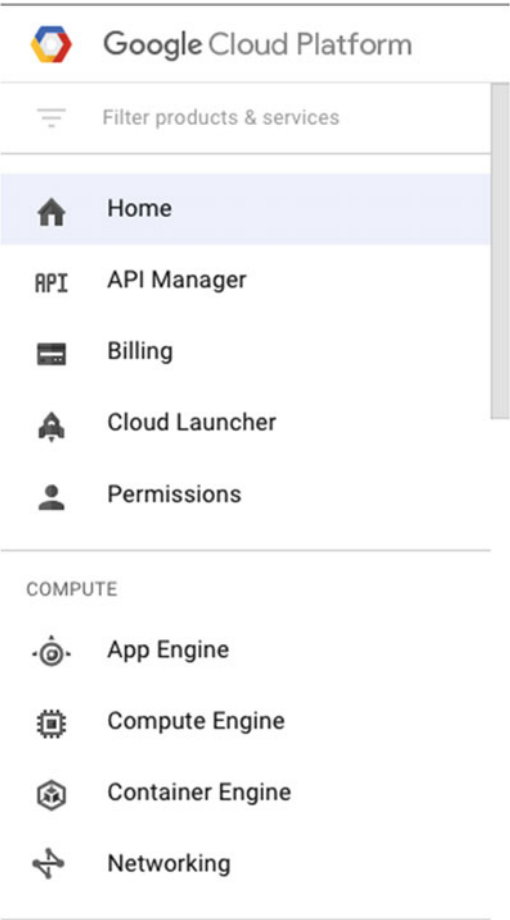 Google Cloud Platform
Filter products & services
Home
API API Manager
Billing
Cloud Launcher
Permissions
COMPUTE
App Engine
Compute Engine
Container Engine
Networking